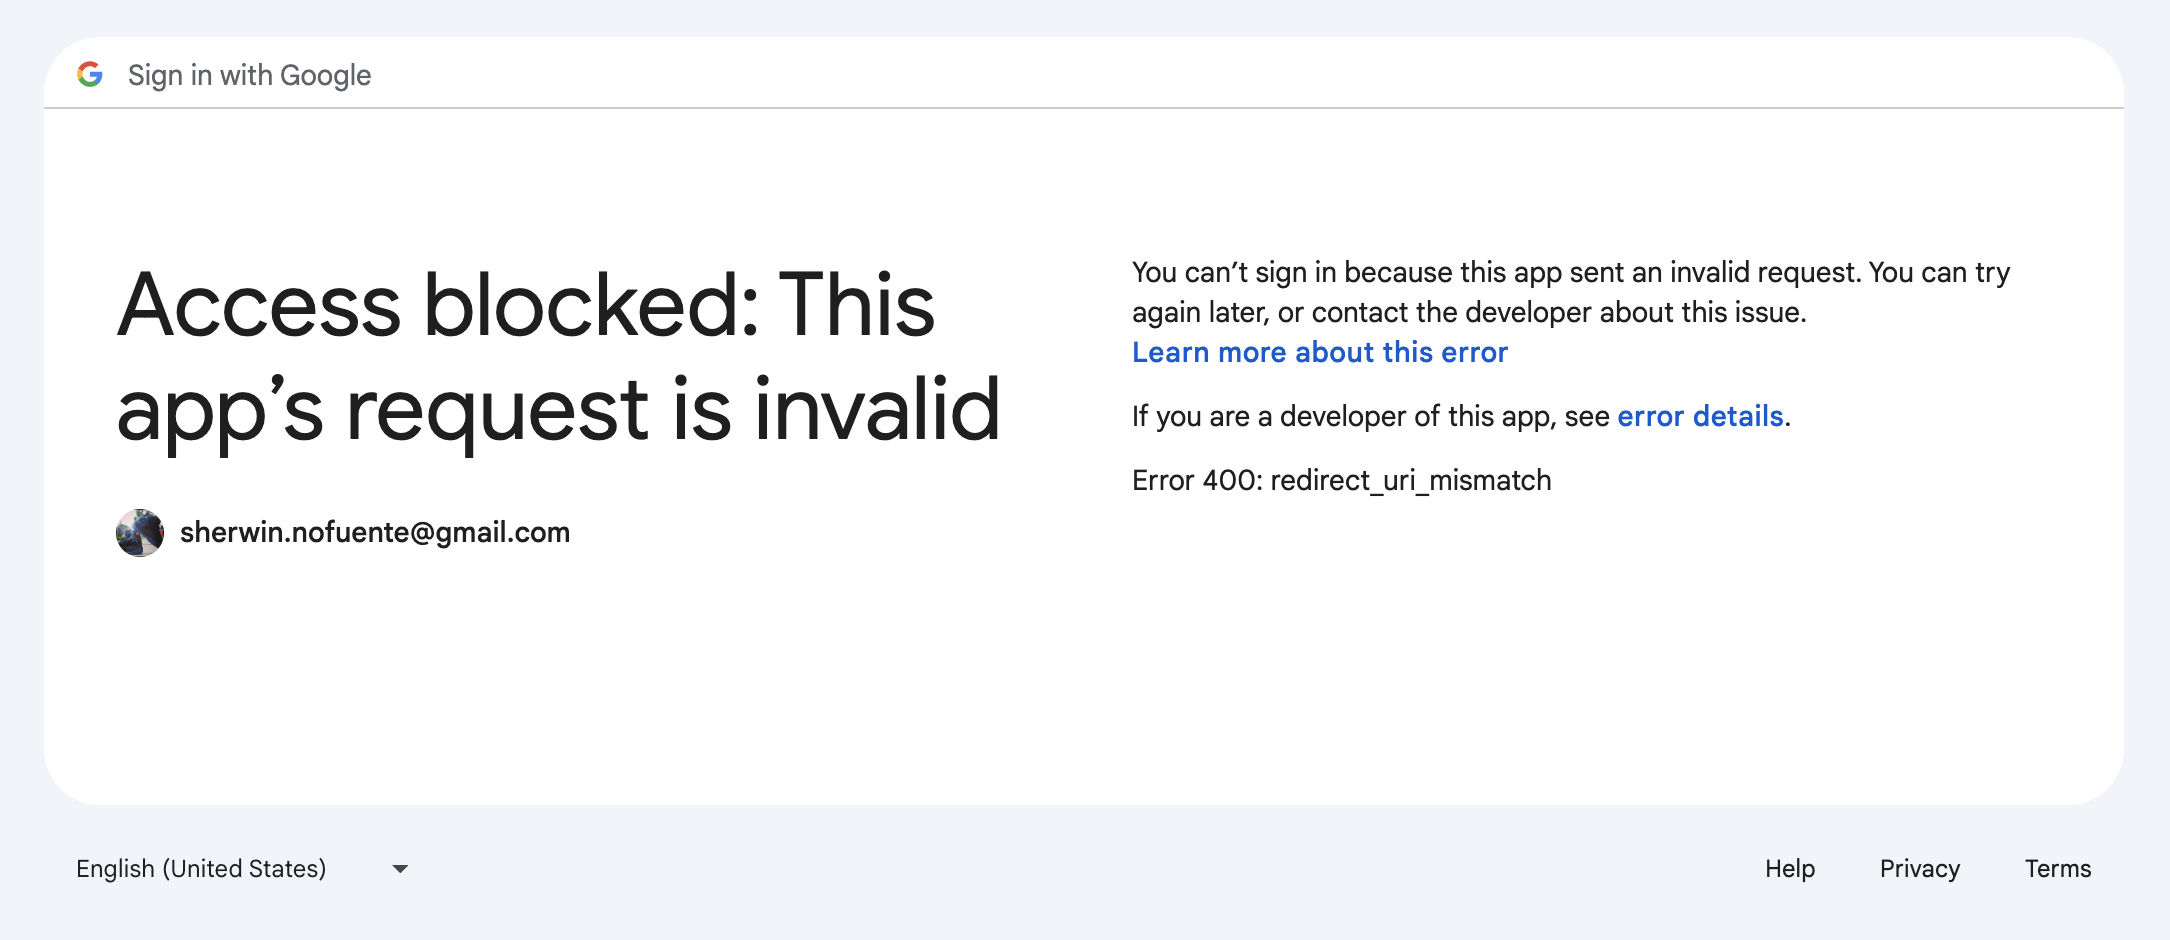 Sign in with Google
Access blocked: This
app’s request is invalid
sherwin.nofuente@gmail.com
You can’t sign in because this app sent an invalid request. You can try
again later, or contact the developer about this issue.
Learn more about this error
If you are a developer of this app, see error details.
Error 400: redirect_uri_mismatch
English (United States)
Help
Privacy
Terms